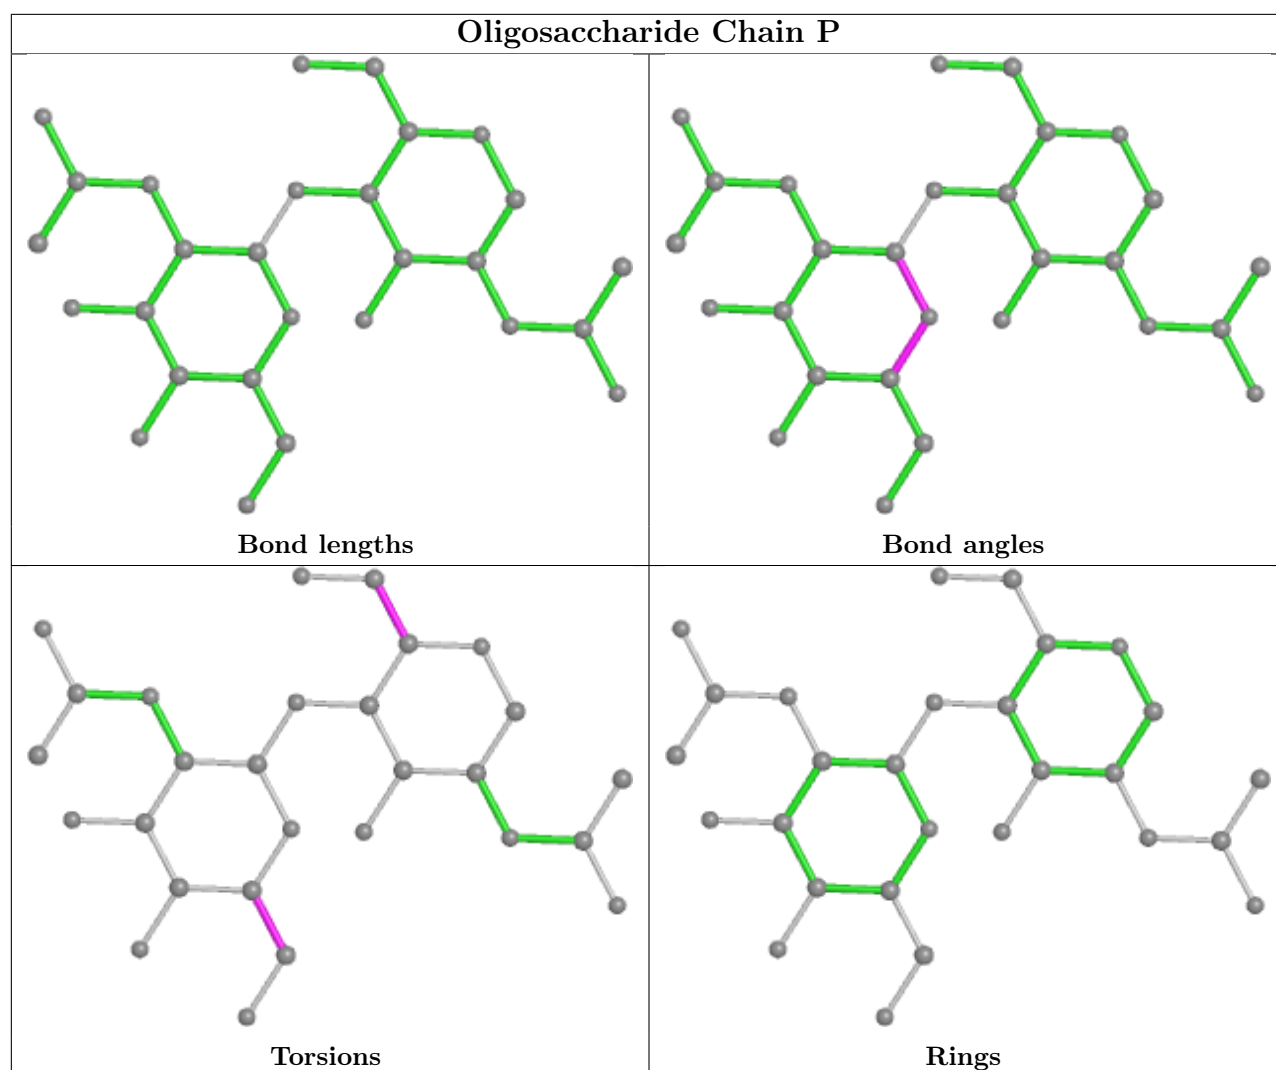 Oligosaccharide Chain P
Bond lengths
Bond angles
Torsions
Rings